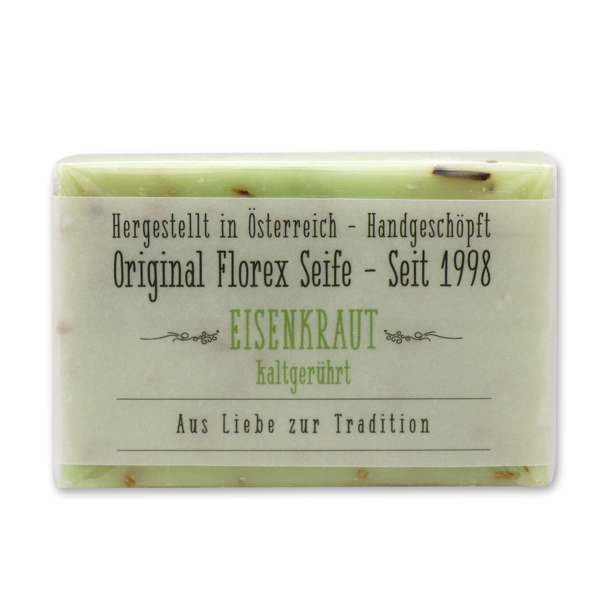 Hergestellt in Österreich - Handgeschöpft
Original Florex Seife - Seit 1998
EISENKRAUT
kaltgerührt
Aus Liebe zur Tradition